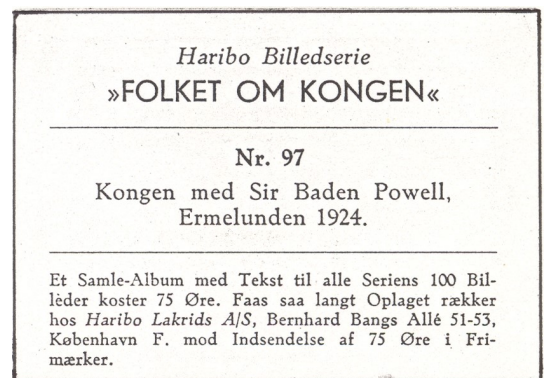 Haribo Billedserie
»FOLKET OM KONGEN«
Nr. 97
Kongen med Sir Baden Powell,
Ermelunden 1924.
Et Samle-Album med Tekst til alle Seriens 100 Bil-
leder koster 75 Øre. Faas saa langt Oplaget rækker
hos Haribo Lakrids A/S, Bernhard Bangs Allé 51-53,
København F. mod Indsendelse af 75 Øre i Fri-
mærker.